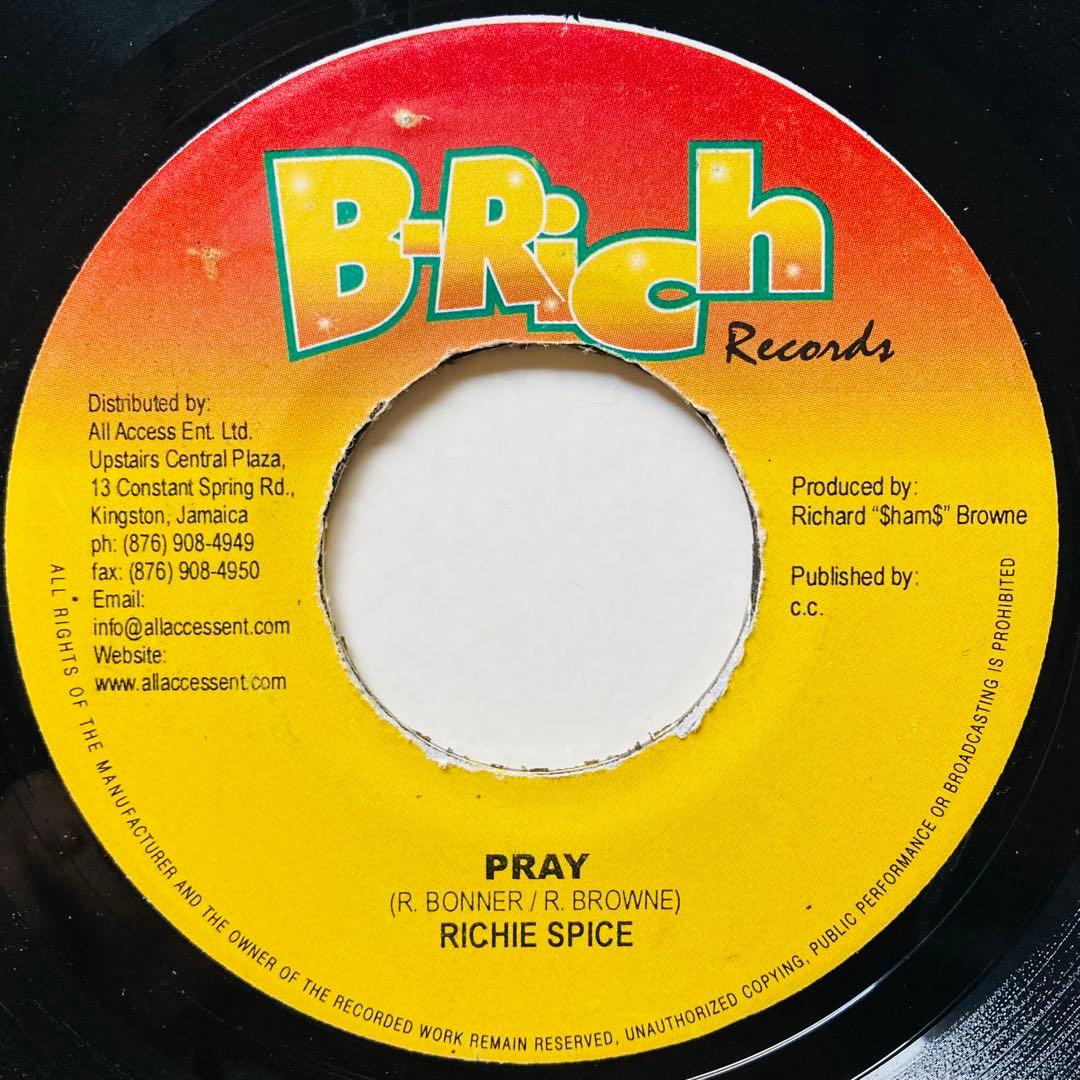 B-Rich
Records
Distributed by:
All Access Ent. Ltd.
Upstairs Central Plaza,
13 Constant Spring Rd.,
Kingston, Jamaica
ph: (876) 908-4949
fax: (876) 908-4950
Email:
info@allaccessent.com
Website:
www.allaccessent.com
Produced by:
Richard “$ham$” Browne
Published by:
c.c.
PRAY
(R. BONNER / R. BROWNE)
RICHIE SPICE
ALL RIGHTS OF THE MANUFACTURER AND THE OWNER OF THE RECORDED WORK REMAIN RESERVED, UNAUTHORIZED COPYING, PUBLIC PERFORMANCE OR BROADCASTING IS PROHIBITED